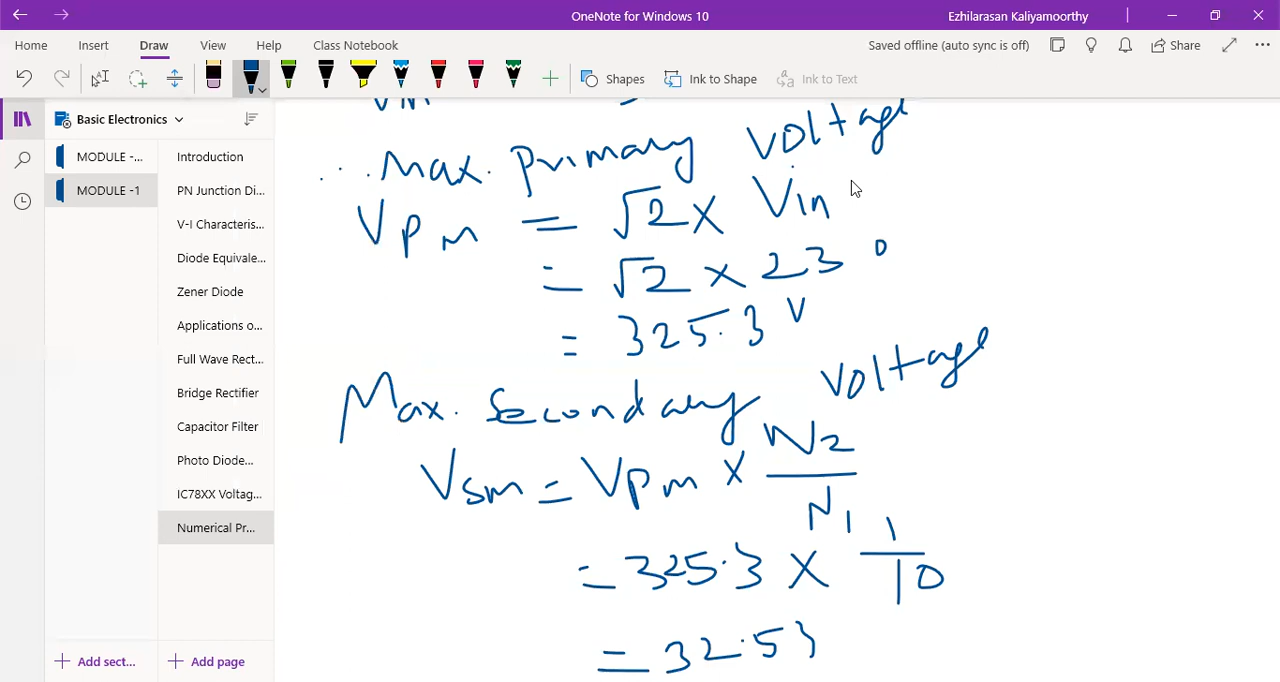 OneNote for Windows 10
Ezhilarasan Kaliyamoorthy
Home Insert Draw View Help Class Notebook
Saved offline (auto sync is off) Share
Shapes Ink to Shape Ink to Text
Basic Electronics
MODULE -...
MODULE -1
Add sect...
Introduction
PN Junction Di...
V-I Characteris...
Diode Equivale...
Zener Diode
Applications o...
Full Wave Rect...
Bridge Rectifier
Capacitor Filter
Photo Diode...
IC78XX Voltag...
Numerical Pr...
Add page
... Max. Primary Voltage
Vpm = √2 X Vin
= √2 X 230
= 325.3 V
Max. Secondary Voltage
Vsm = Vpm X N2/N1
= 325.3 X 1/10
= 32.53